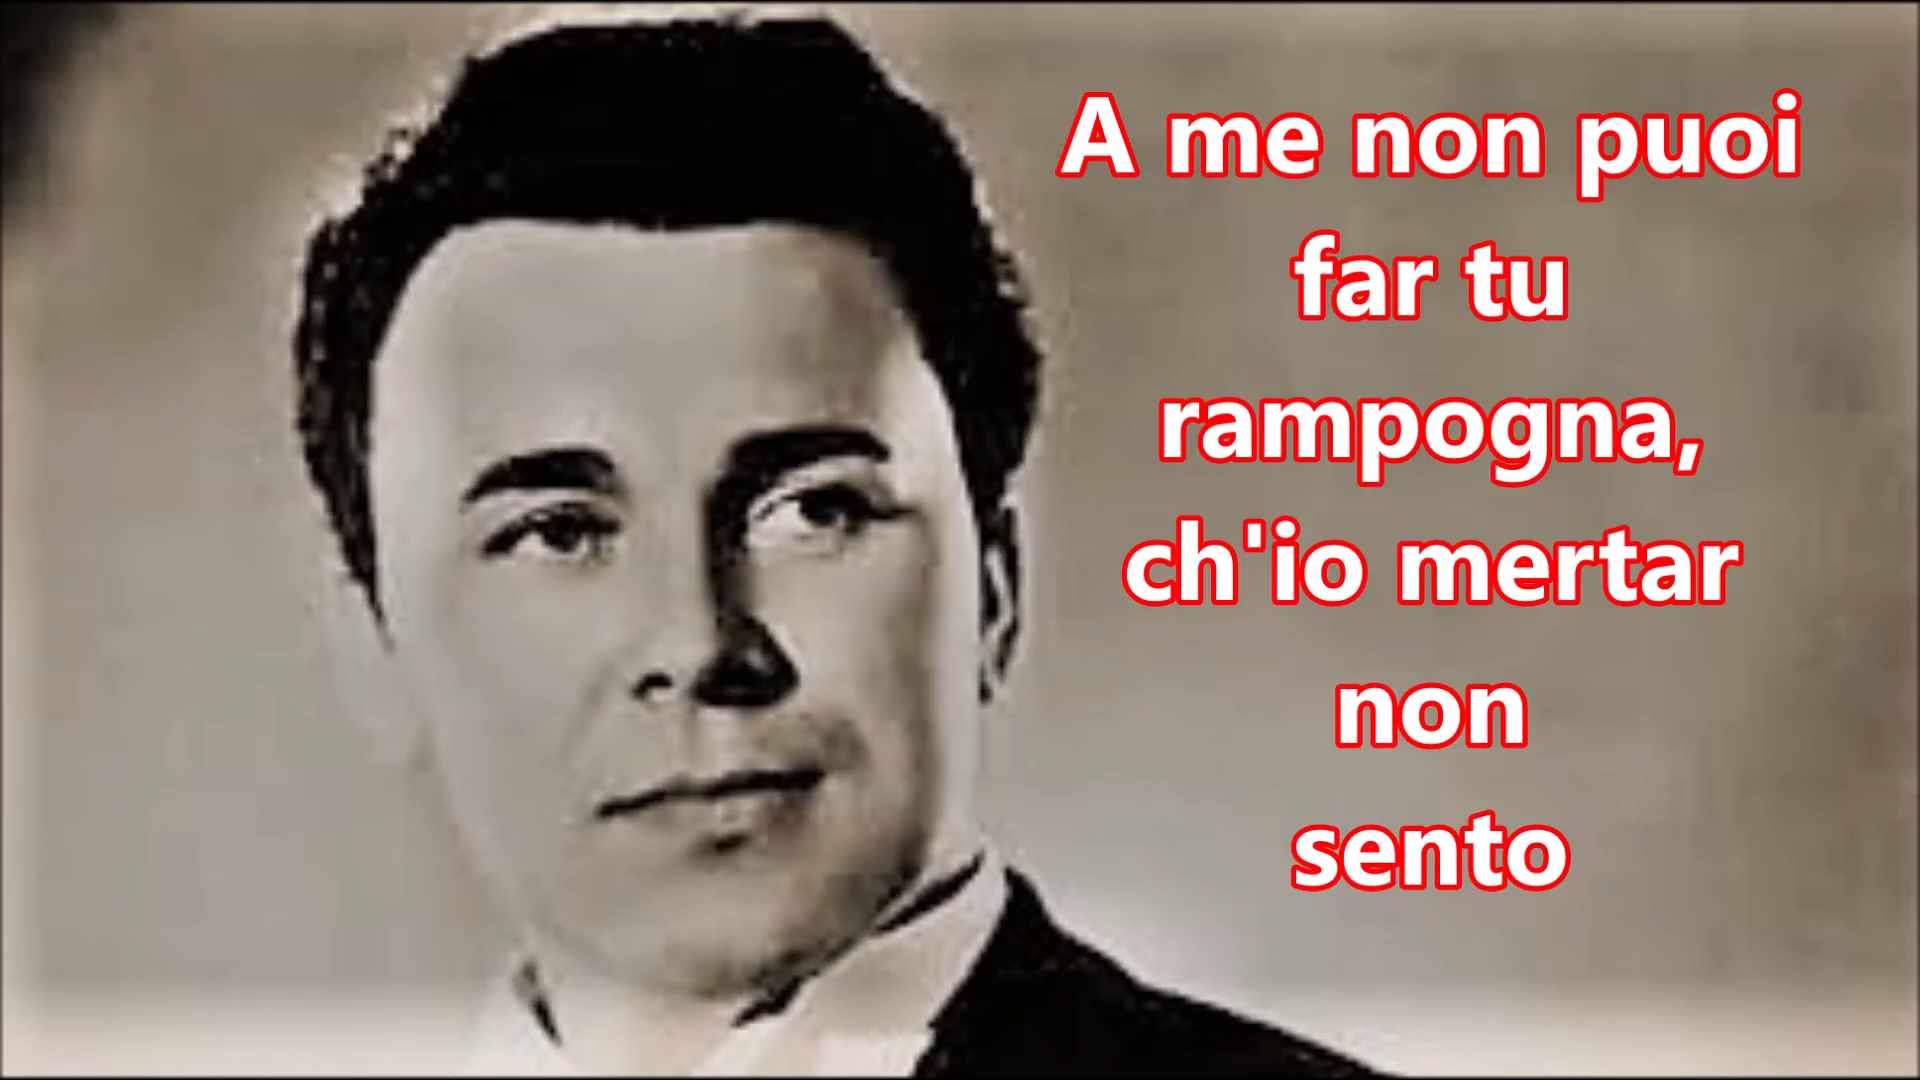 A me non puoi
far tu
rampogna,
ch'io mertar
non
sento